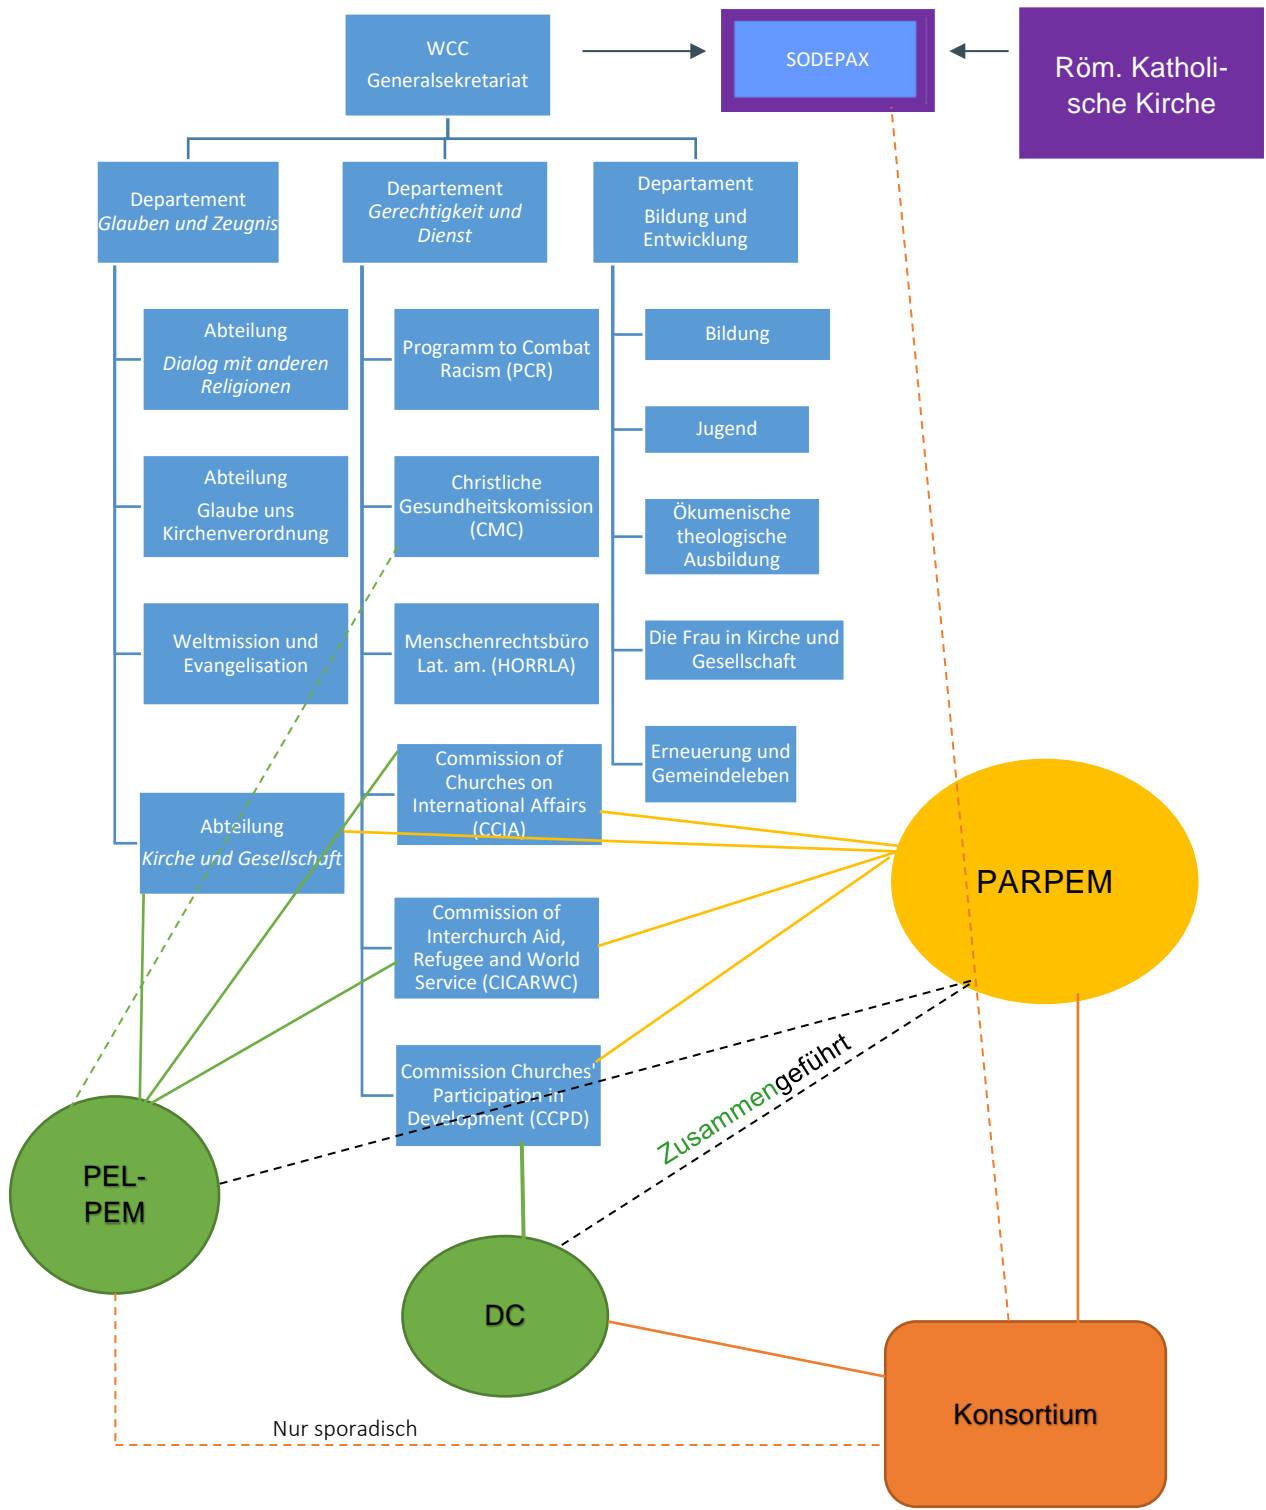 WCC
Generalsekretariat
SODEPAX
Röm. Katholi-
sche Kirche
Departement
Glauben und Zeugnis
Departement
Gerechtigkeit und
Dienst
Departament
Bildung und
Entwicklung
Abteilung
Dialog mit anderen
Religionen
Abteilung
Glaube uns
Kirchenverordnung
Weltmission und
Evangelisation
Abteilung
Kirche und Gesellschaft
Programm to Combat
Racism (PCR)
Christliche
Gesundheitskomission
(CMC)
Menschenrechtsbüro
Lat. am. (HORRLA)
Commission of
Churches on
International Affairs
(CCIA)
Commission of
Interchurch Aid,
Refugee and World
Service (CICARWC)
Commission Churches'
Participation in
Development (CCPD)
Bildung
Jugend
Ökumenische
theologische
Ausbildung
Die Frau in Kirche und
Gesellschaft
Erneuerung und
Gemeindeleben
PARPEM
Zusammengeführt
PEL-
PEM
DC
Konsortium
Nur sporadisch